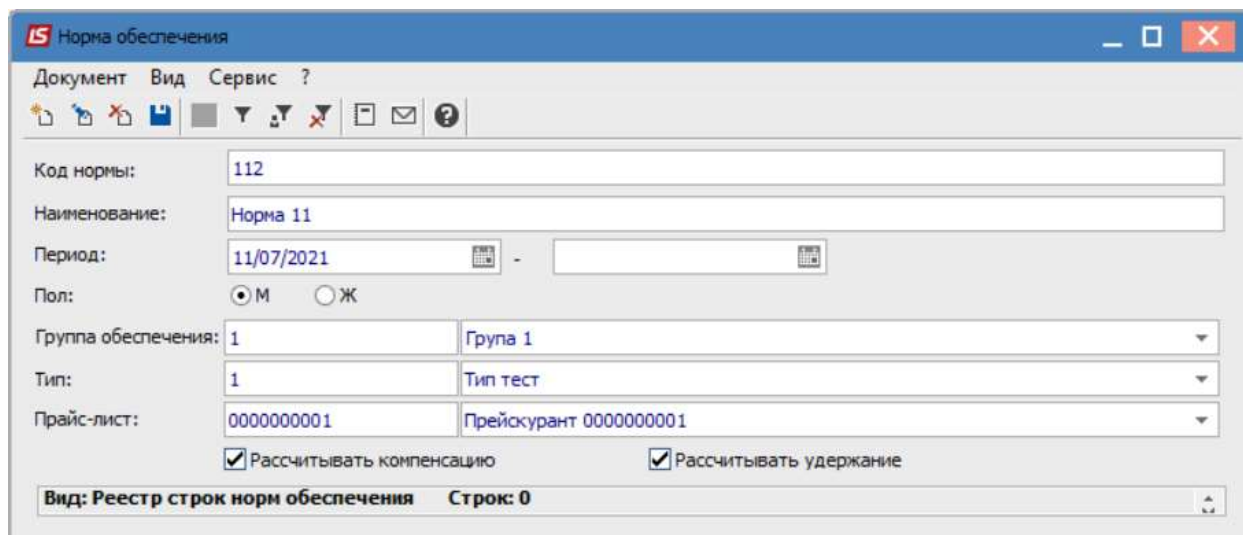 IS Норма обеспечения
Документ Вид Сервис ?
Код нормы: 112
Наименование: Норма 11
Период: 11/07/2021 -
Пол: М Ж
Группа обеспечения: 1 Група 1
Тип: 1 Тип тест
Прайс-лист: 0000000001 Прейскурант 0000000001
Рассчитывать компенсацию Рассчитывать удержание
Вид: Реестр строк норм обеспечения Строк: 0